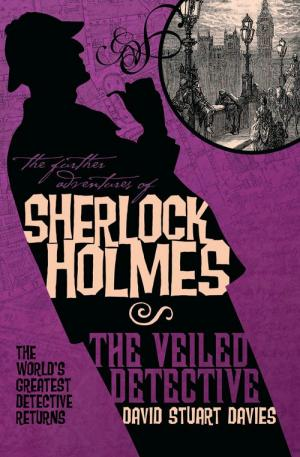 the further
adventures of
SHERLOCK
HOLMES
THE WORLD'S
GREATEST
DETECTIVE
RETURNS
THE VEILED
DETECTIVE
DAVID STUART DAVIES